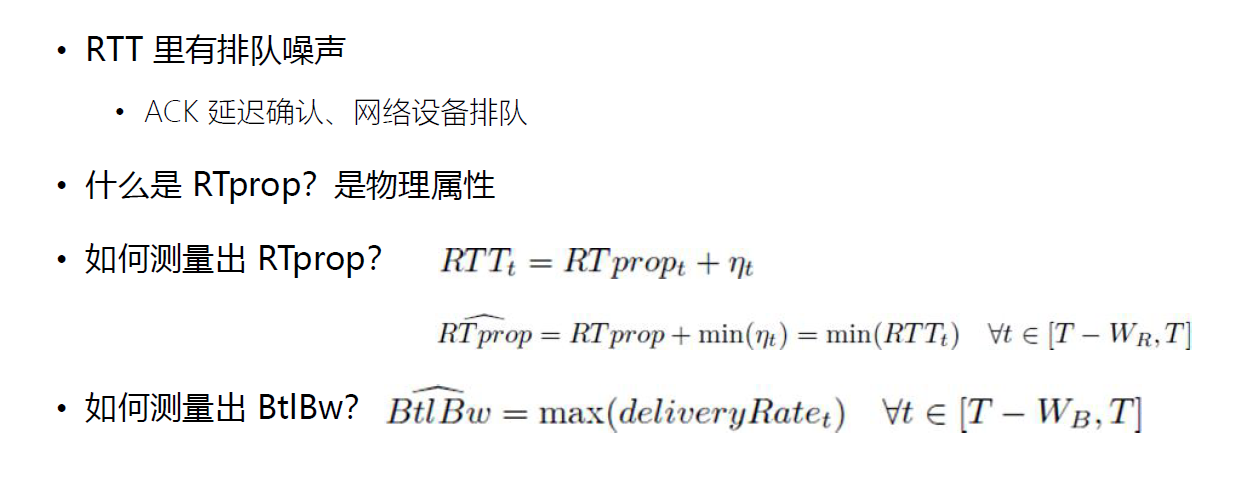 • RTT 里有排队噪声
• ACK 延迟确认、网络设备排队
• 什么是 RTprop？是物理属性
• 如何测量出 RTprop？ $RTT_t = RTprop_t + \eta_t$
$\widehat{RTprop} = RTprop + \min(\eta_t) = \min(RTT_t) \quad \forall t \in [T - W_R, T]$
• 如何测量出 BtlBw？ $\widehat{BtlBw} = \max(deliveryRate_t) \quad \forall t \in [T - W_B, T]$